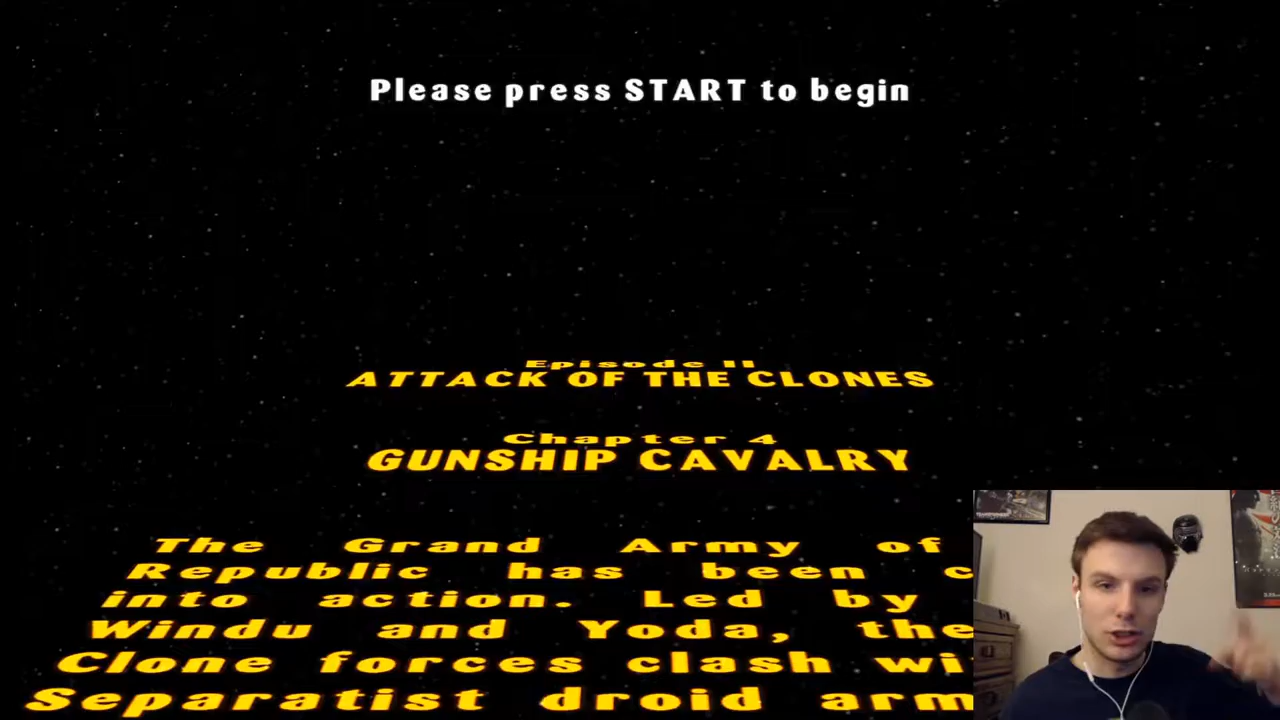 Please press START to begin
Episode II
ATTACK OF THE CLONES
Chapter 4
GUNSHIP CAVALRY
The Grand Army of
Republic has been c
into action. Led by
Windu and Yoda, the
Clone forces clash wi
Separatist droid arm